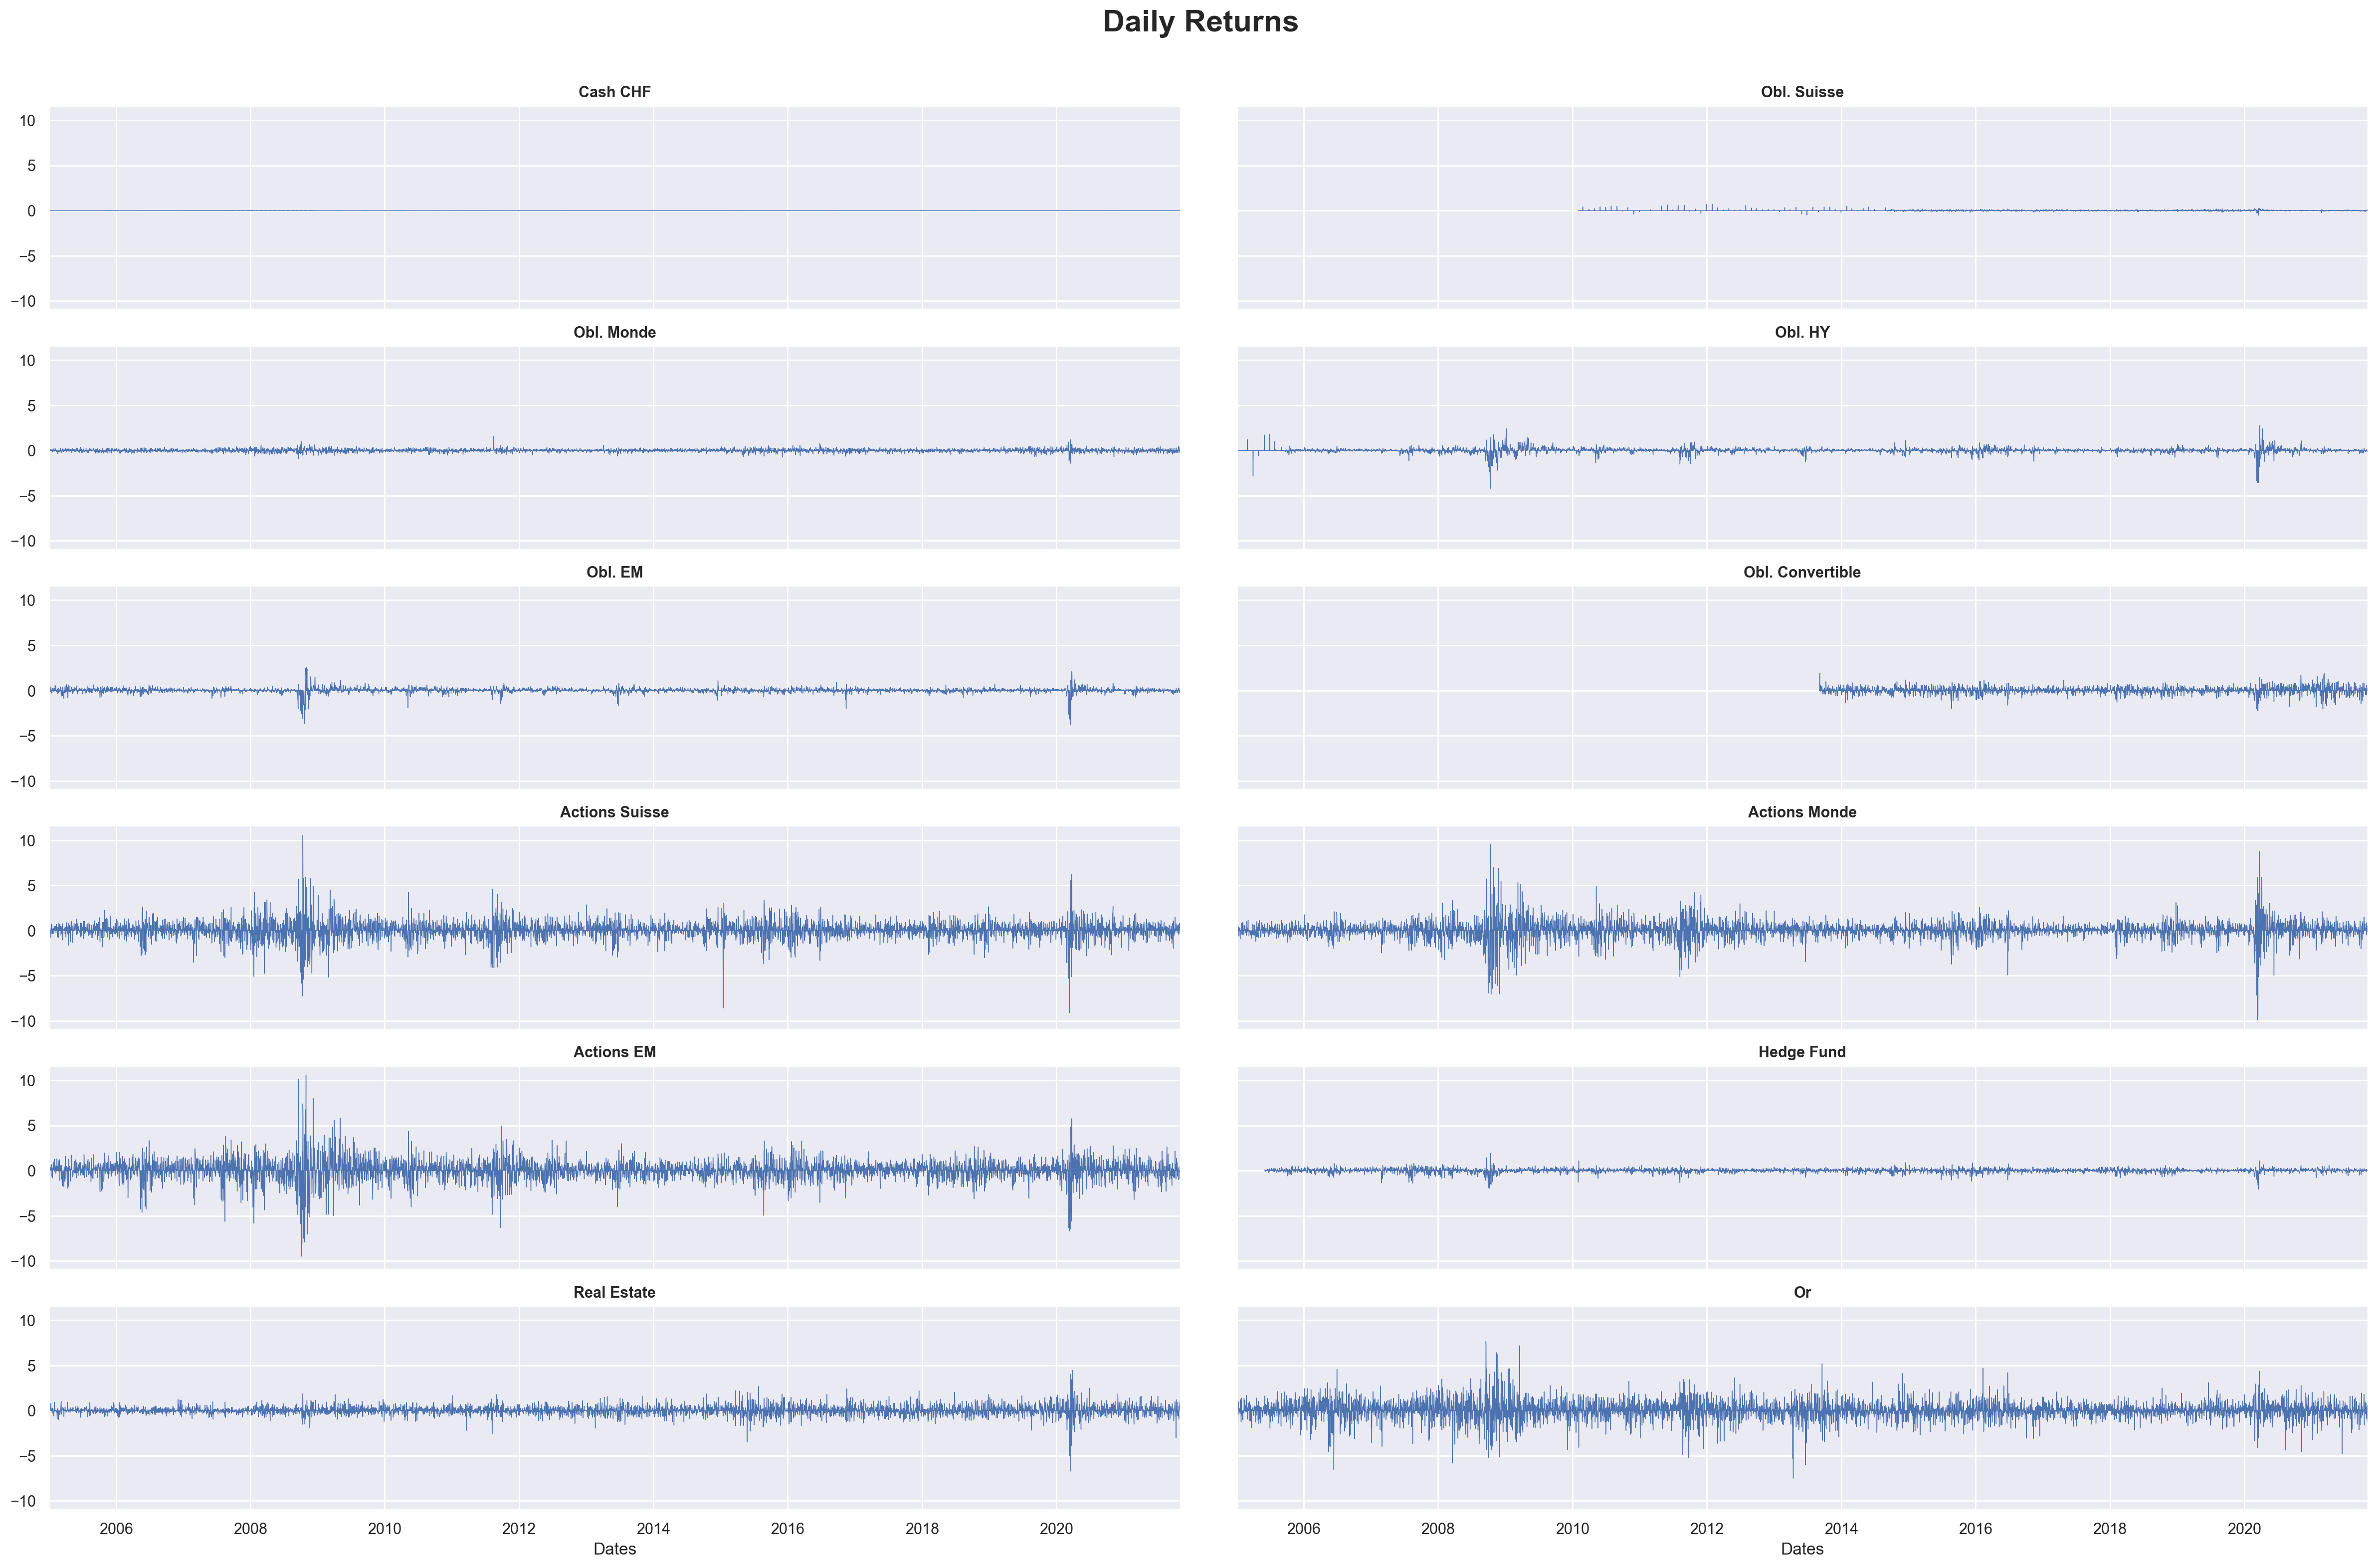 Daily Returns
Cash CHF
Obl. Suisse
10
5
0
−5
−10
Obl. Monde
Obl. HY
10
5
0
−5
−10
Obl. EM
Obl. Convertible
10
5
0
−5
−10
Actions Suisse
Actions Monde
10
5
0
−5
−10
Actions EM
Hedge Fund
10
5
0
−5
−10
Real Estate
Or
10
5
0
−5
−10
2006 2008 2010 2012 2014 2016 2018 2020
2006 2008 2010 2012 2014 2016 2018 2020
Dates
Dates